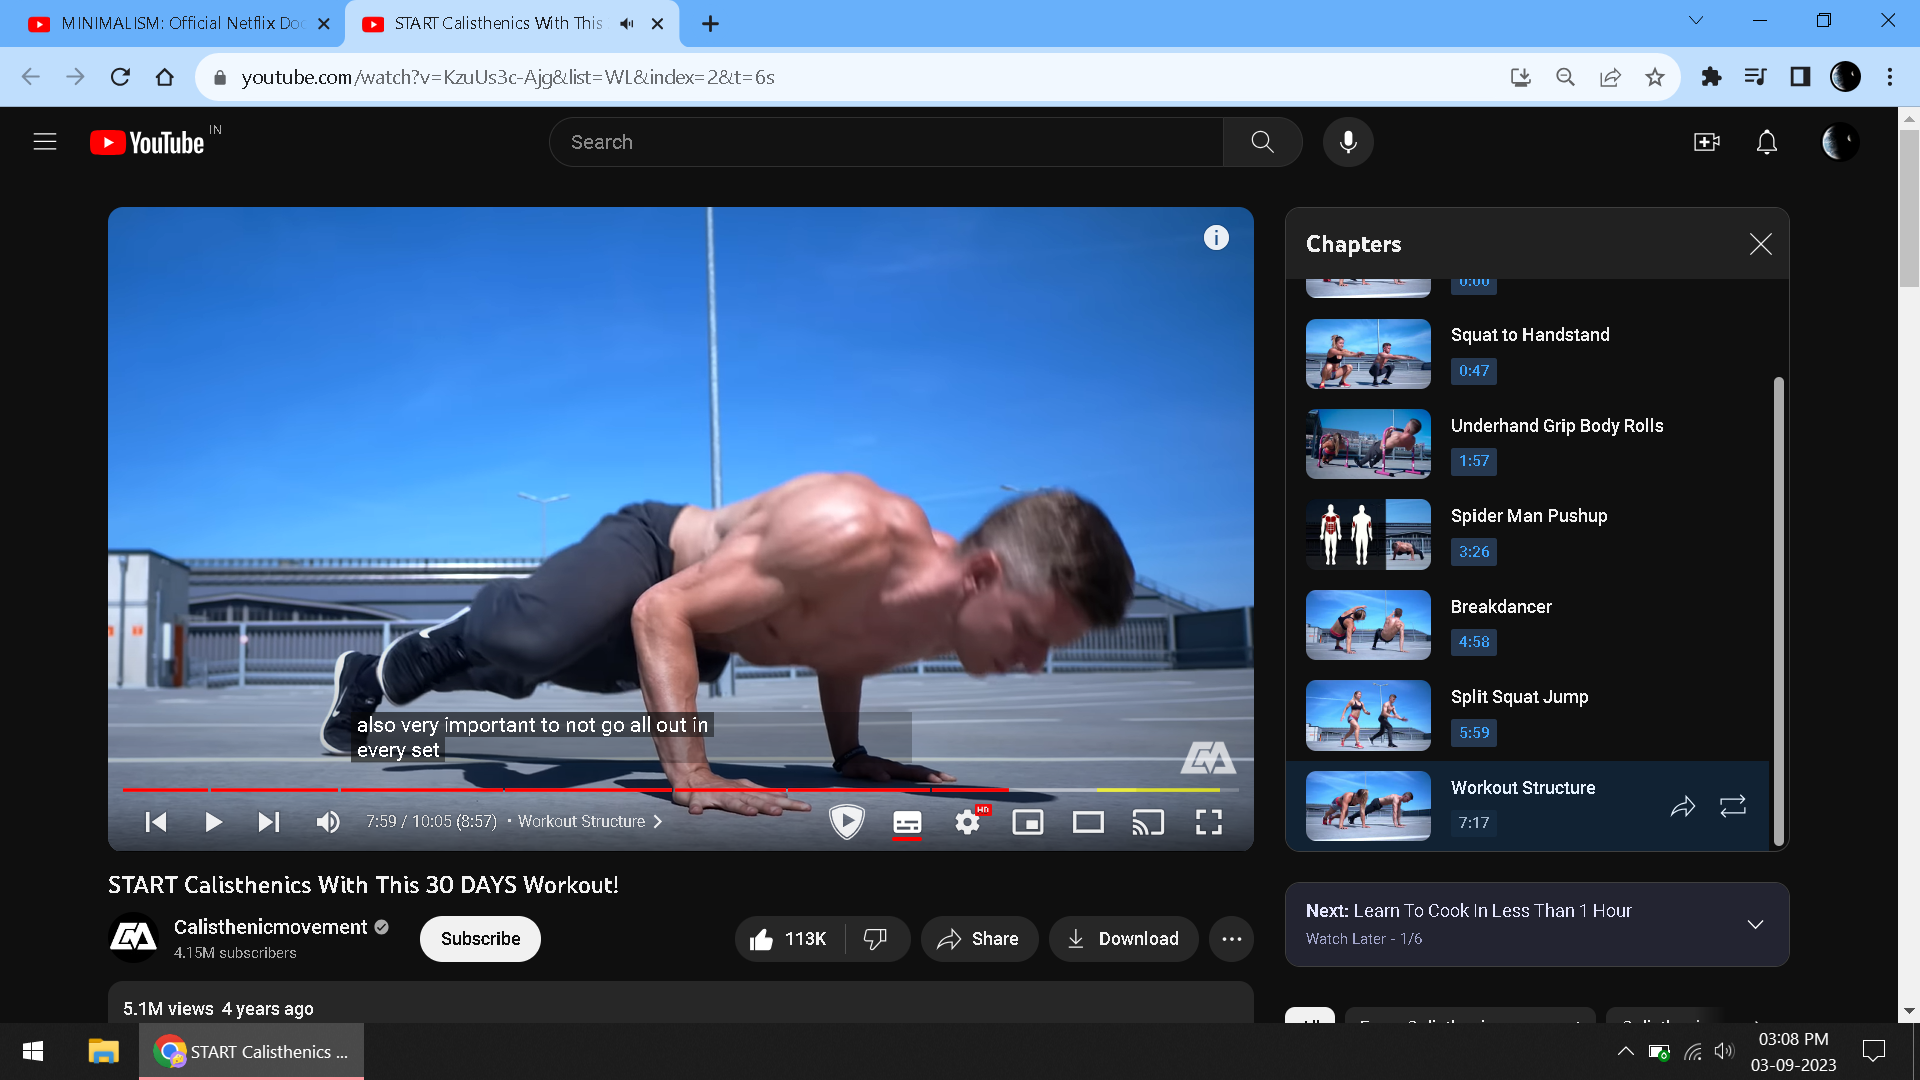 MINIMALISM: Official Netflix Doc
START Calisthenics With This
youtube.com/watch?v=KzuUs3c-Ajg&list=WL&index=2&t=6s
YouTube IN
Search
also very important to not go all out in
every set
7:59 / 10:05 (8:57) • Workout Structure
HD
START Calisthenics With This 30 DAYS Workout!
Calisthenicmovement
4.15M subscribers
Subscribe
113K
Share
Download
5.1M views 4 years ago
Chapters
0:00
Squat to Handstand
0:47
Underhand Grip Body Rolls
1:57
Spider Man Pushup
3:26
Breakdancer
4:58
Split Squat Jump
5:59
Workout Structure
7:17
Next: Learn To Cook In Less Than 1 Hour
Watch Later - 1/6
START Calisthenics ...
03:08 PM
03-09-2023